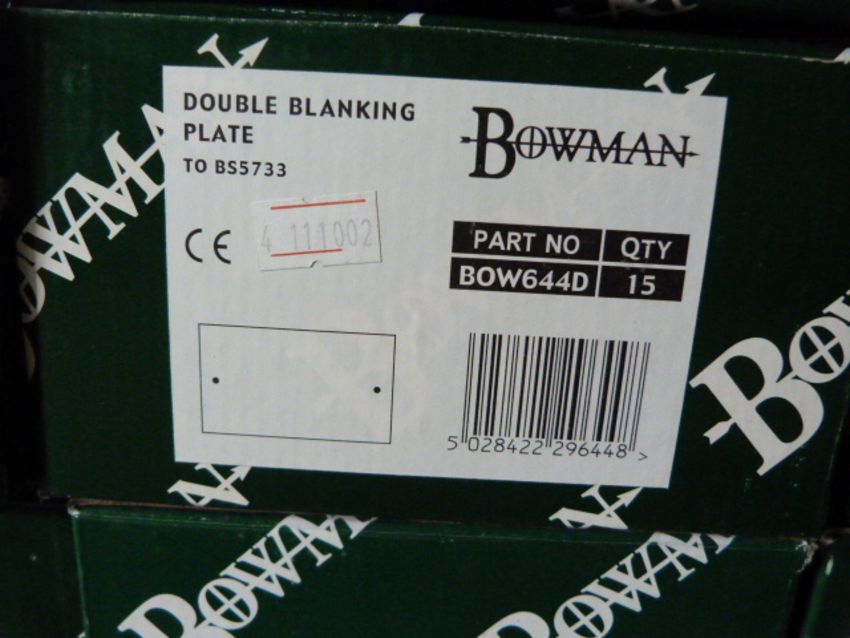 DOUBLE BLANKING
PLATE
TO BS5733
BOWMAN
CE
4 111002
PART NO QTY
BOW644D 15
5 028422 296448 >
BOWMAN
BOW
BOWMAN
BOWMAN